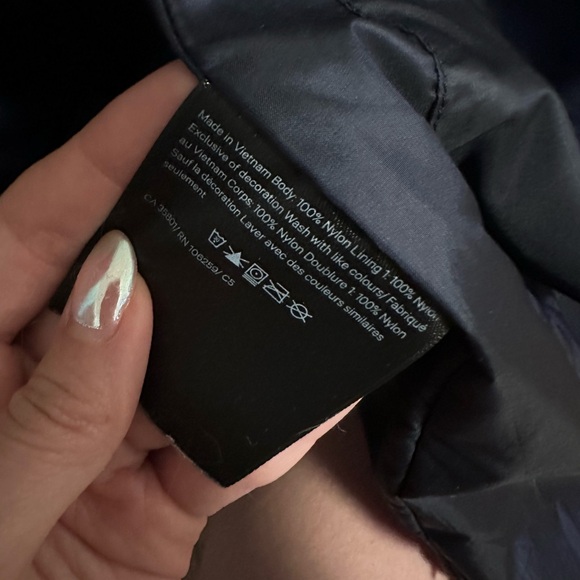 Made in Vietnam Body: 100% Nylon Lining 1: 100% Nylon
Exclusive of decoration Wash with like colours/ Fabriqué
au Vietnam Corps: 100% Nylon Doublure 1: 100% Nylon
Sauf la décoration Laver avec des couleurs similaires
seulement
CA 35801/ RN 106259/ C5